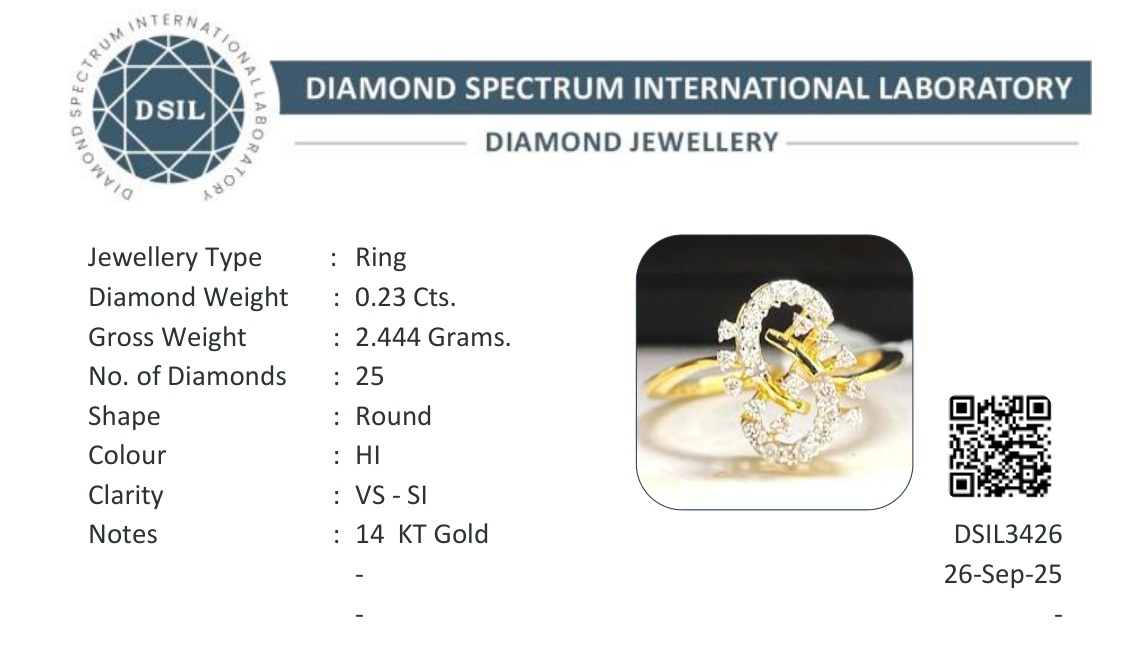 DIAMOND SPECTRUM INTERNATIONAL LABORATORY
DSIL
DIAMOND SPECTRUM INTERNATIONAL LABORATORY
DIAMOND JEWELLERY
Jewellery Type : Ring
Diamond Weight : 0.23 Cts.
Gross Weight : 2.444 Grams.
No. of Diamonds : 25
Shape : Round
Colour : HI
Clarity : VS - SI
Notes : 14 KT Gold
-
-
DSIL3426
26-Sep-25
-